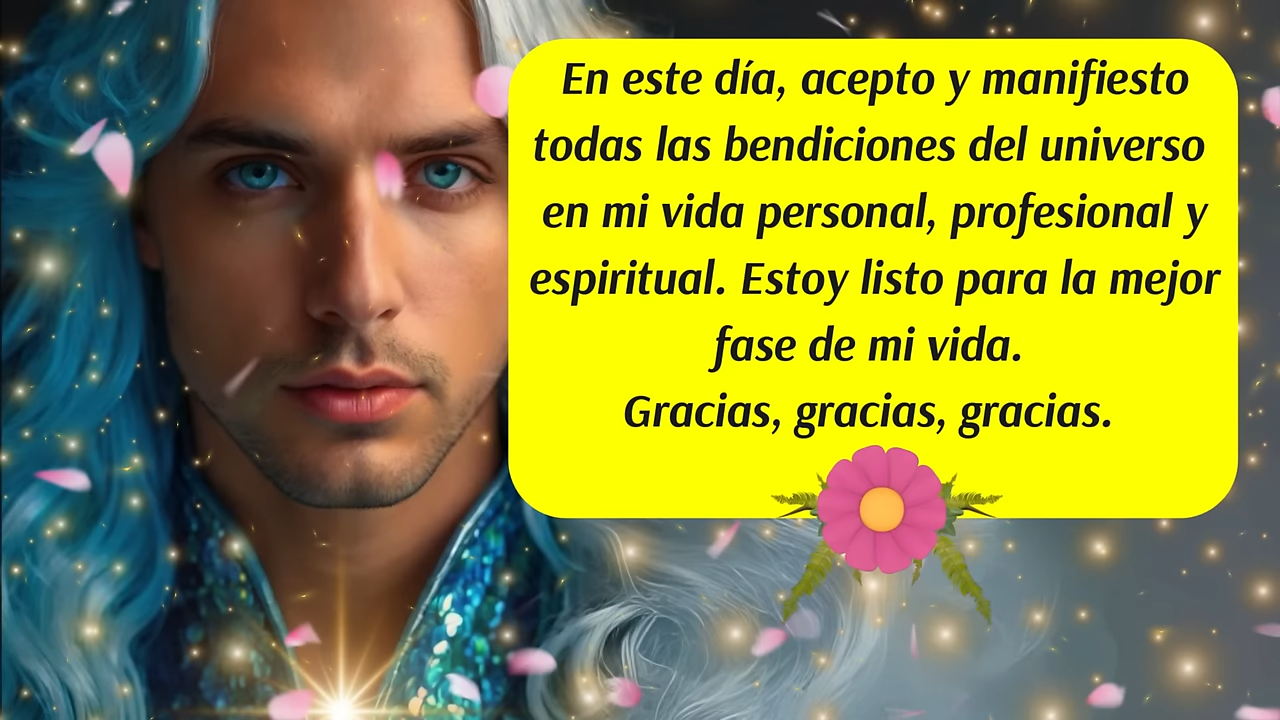 En este día, acepto y manifiesto
todas las bendiciones del universo
en mi vida personal, profesional y
espiritual. Estoy listo para la mejor
fase de mi vida.
Gracias, gracias, gracias.